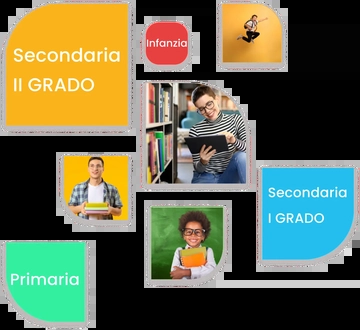 Secondaria
II GRADO
Infanzia
Secondaria
I GRADO
Primaria